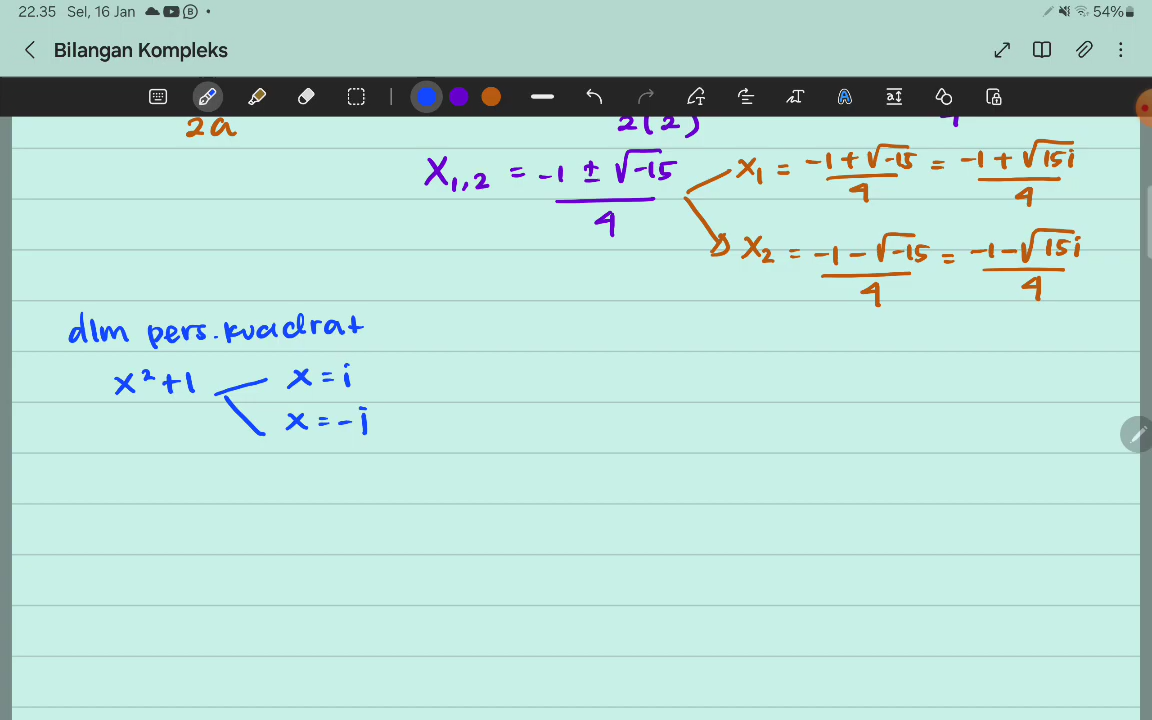 22.35 Sel, 16 Jan 54%
Bilangan Kompleks
2a
2(2)
4
X₁,₂ = (-1 ± √-15)/4
x₁ = (-1 + √-15)/4 = (-1 + √15i)/4
x₂ = (-1 - √-15)/4 = (-1 - √15i)/4
dlm pers.kuadrat
x² + 1
x = i
x = -i